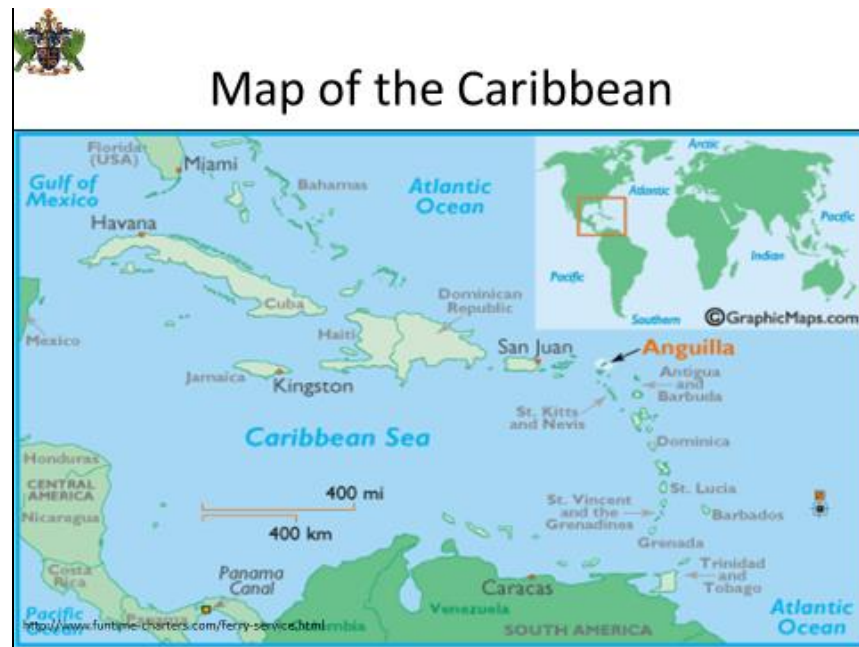 Map of the Caribbean
Florida
(USA)
Miami
Gulf of
Mexico
Bahamas
Atlantic
Ocean
Havana
Cuba
Mexico
Haiti
Dominican
Republic
Jamaica
Kingston
San Juan
Anguilla
Antigua
and
Barbuda
St. Kitts
and Nevis
Caribbean Sea
Dominica
Honduras
CENTRAL
AMERICA
Nicaragua
400 mi
400 km
St. Lucia
St. Vincent
and the
Grenadines
Barbados
Grenada
Costa
Rica
Panama
Canal
Caracas
Trinidad
and
Tobago
Pacific
Ocean
Panama
http://www.funtime-charters.com/ferry-service.html
Venezuela
SOUTH AMERICA
Atlantic
Ocean
Arctic
Atlantic
Pacific
Indian
Pacific
Southern
©GraphicMaps.com